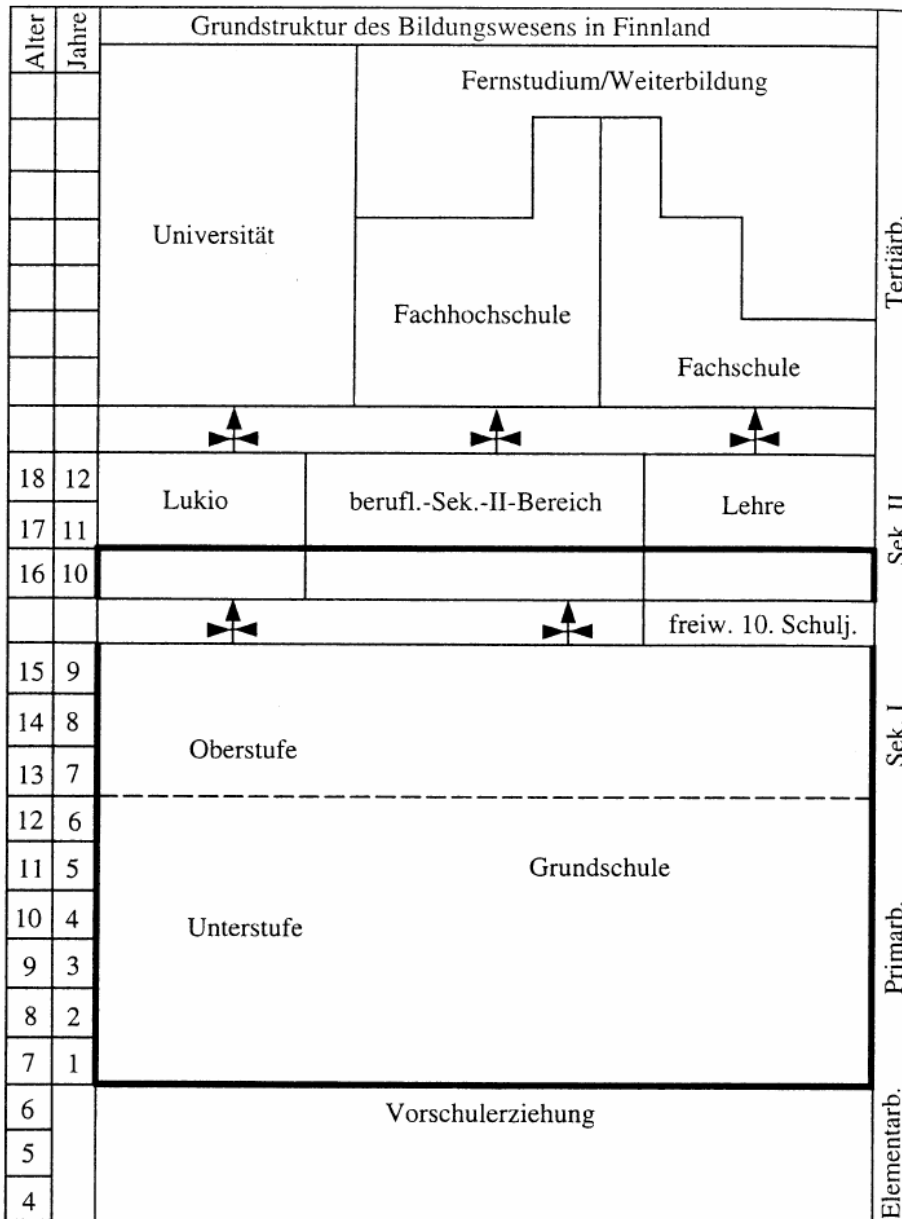 Alter
Jahre
Grundstruktur des Bildungswesens in Finnland
Fernstudium/Weiterbildung
Universität
Fachhochschule
Fachschule
Tertiärb.
18 12
17 11
16 10
Lukio
berufl.-Sek.-II-Bereich
Lehre
Sek. II
freiw. 10. Schulj.
15 9
14 8
13 7
Oberstufe
Sek. I
12 6
11 5
10 4
9 3
8 2
7 1
Grundschule
Unterstufe
Primarb.
6
5
4
Vorschulerziehung
Elementarb.